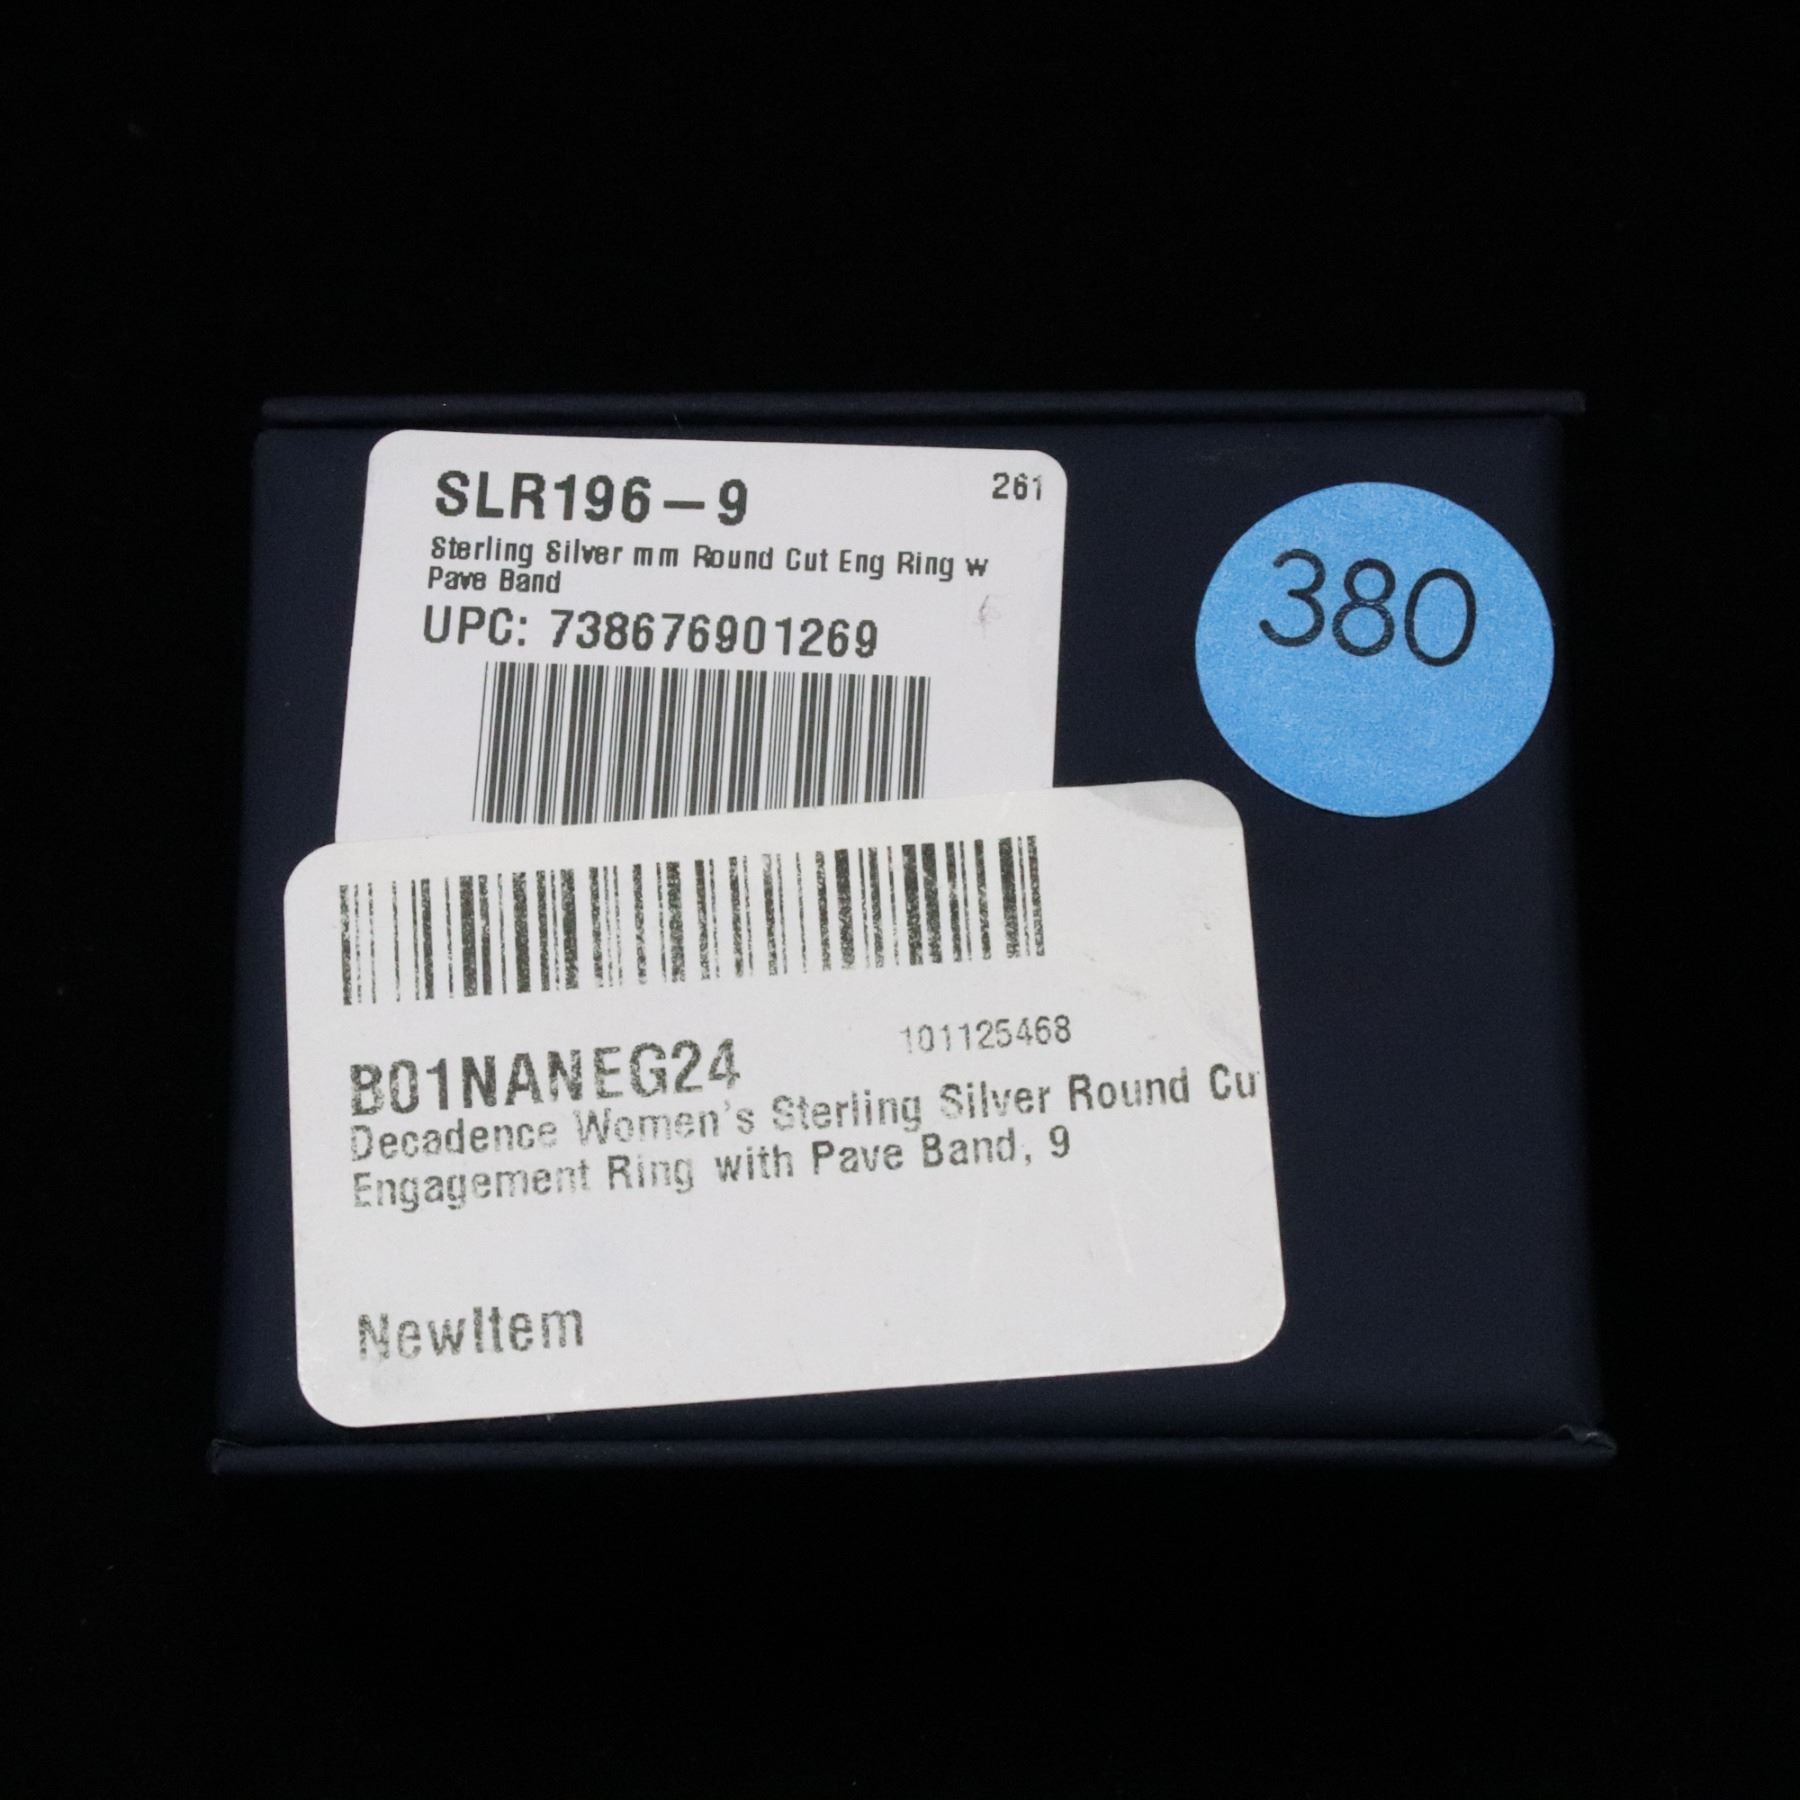 SLR196-9
261
Sterling Silver mm Round Cut Eng Ring w
Pave Band
UPC: 738676901269
380
B01NANEG24
101125468
Decadence Women's Sterling Silver Round Cu
Engagement Ring with Pave Band, 9
NewItem